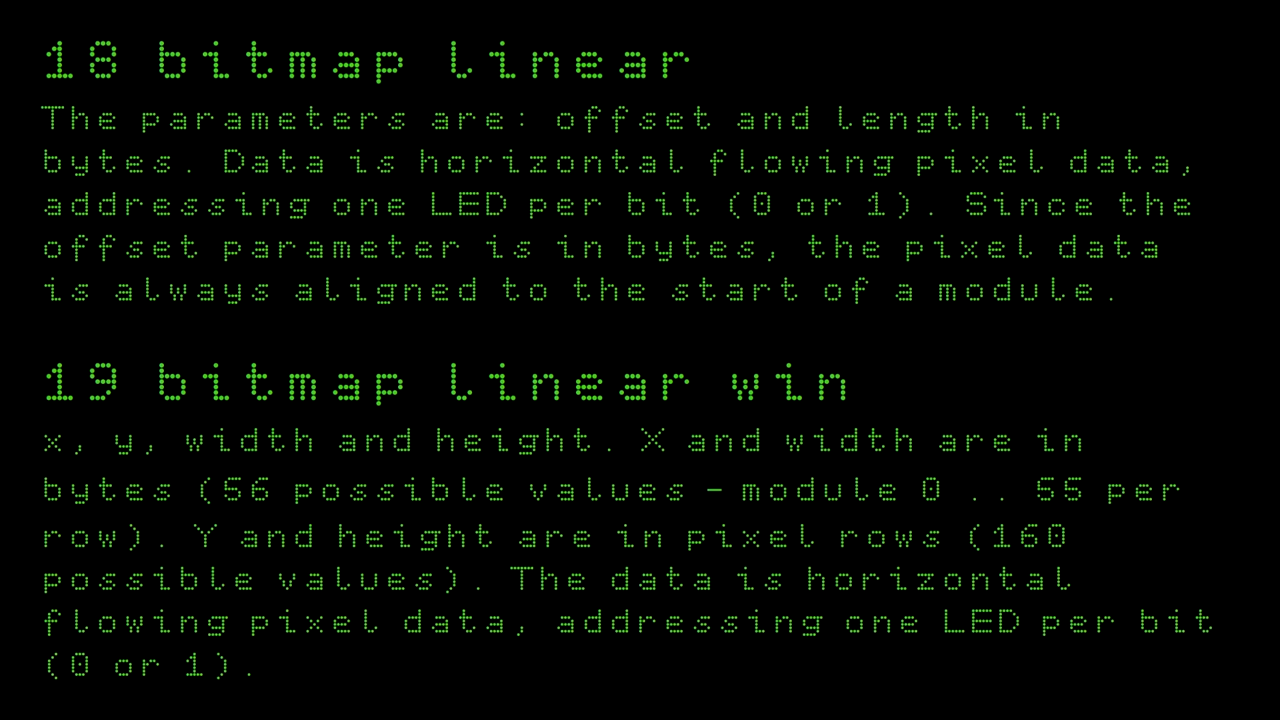 18 bitmap linear
The parameters are: offset and length in
bytes. Data is horizontal flowing pixel data,
addressing one LED per bit (0 or 1). Since the
offset parameter is in bytes, the pixel data
is always aligned to the start of a module.
19 bitmap linear win
x, y, width and height. X and width are in
bytes (56 possible values – module 0 .. 55 per
row). Y and height are in pixel rows (160
possible values). The data is horizontal
flowing pixel data, addressing one LED per bit
(0 or 1).